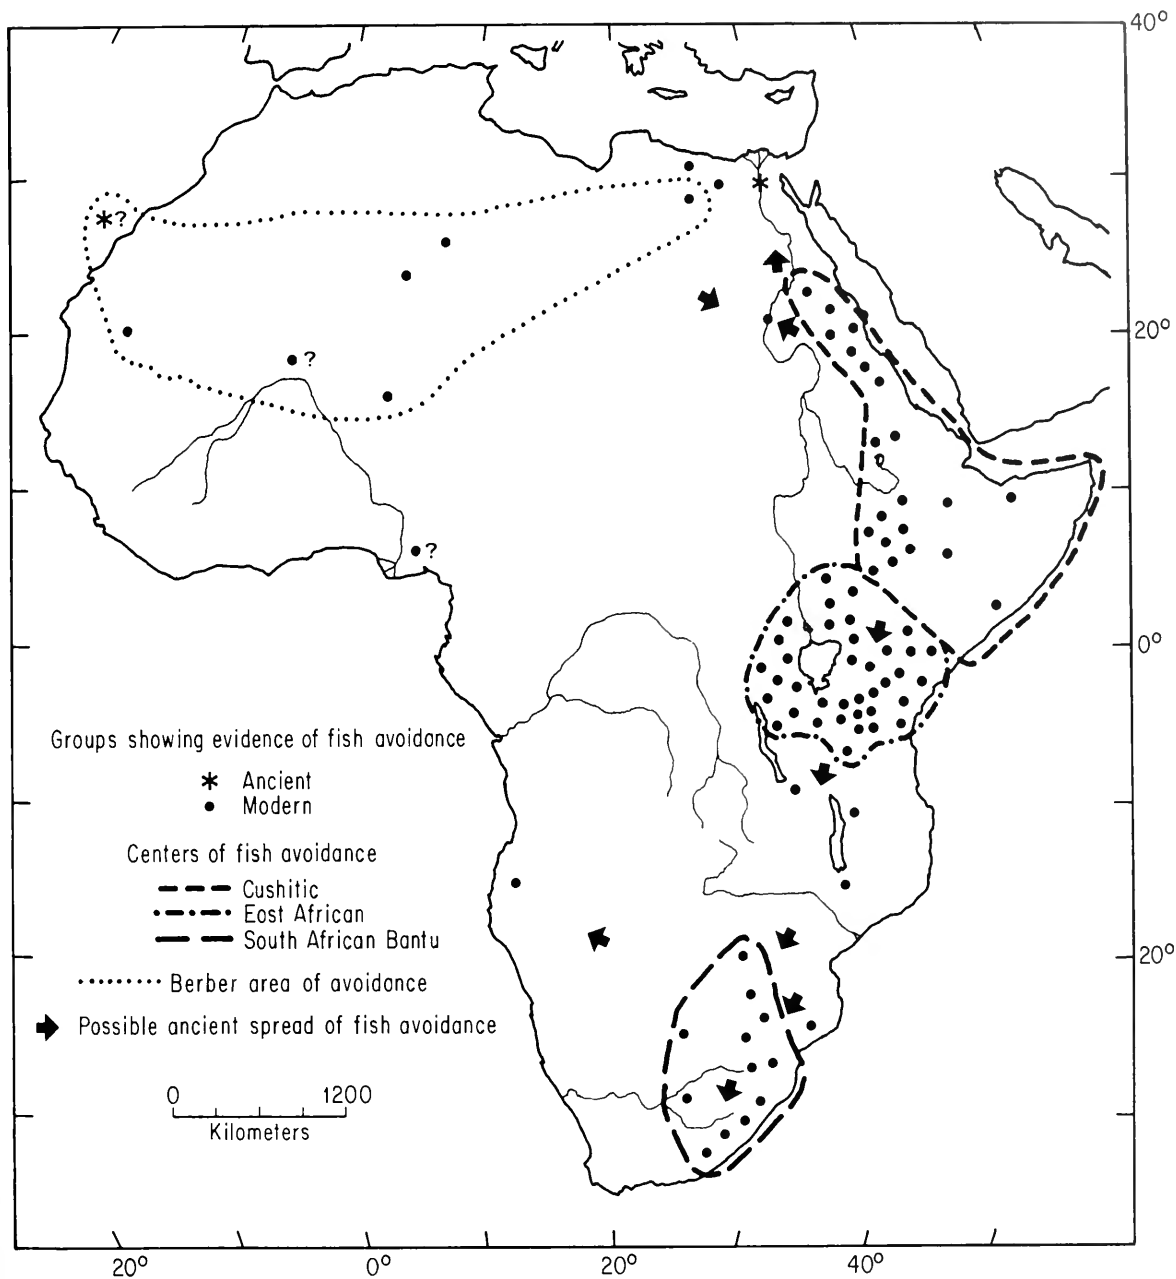 40°
?
20°
?
?
0°
Groups showing evidence of fish avoidance
* Ancient
Modern
Centers of fish avoidance
Cushitic
Eost African
South African Bantu
20°
Berber area of avoidance
Possible ancient spread of fish avoidance
0 1200
Kilometers
20° 0° 20° 40°